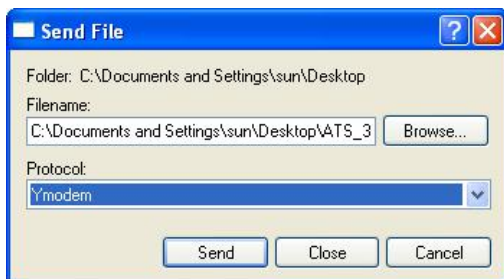 Send File
Folder: C:\Documents and Settings\sun\Desktop
Filename:
C:\Documents and Settings\sun\Desktop\ATS_3
Browse...
Protocol:
Ymodem
Send Close Cancel